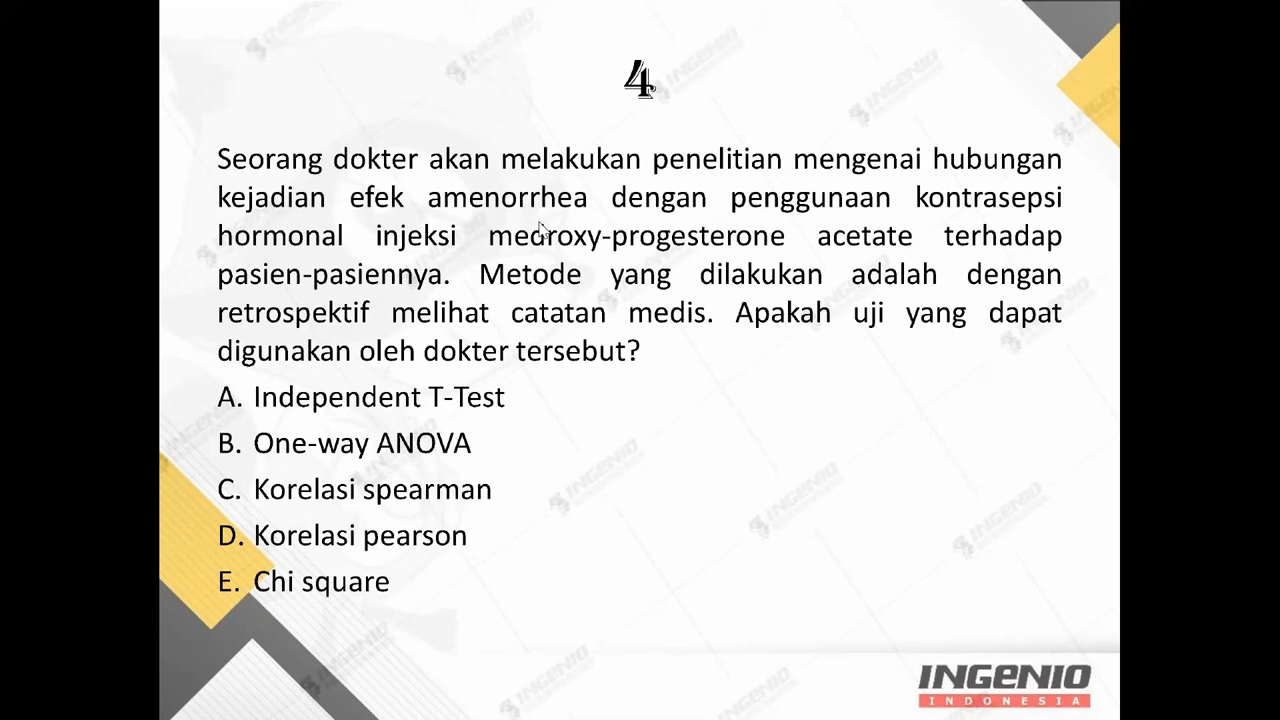 4
Seorang dokter akan melakukan penelitian mengenai hubungan
kejadian efek amenorrhea dengan penggunaan kontrasepsi
hormonal injeksi medroxy-progesterone acetate terhadap
pasien-pasiennya. Metode yang dilakukan adalah dengan
retrospektif melihat catatan medis. Apakah uji yang dapat
digunakan oleh dokter tersebut?
A. Independent T-Test
B. One-way ANOVA
C. Korelasi spearman
D. Korelasi pearson
E. Chi square
INGENIO
INDONESIA